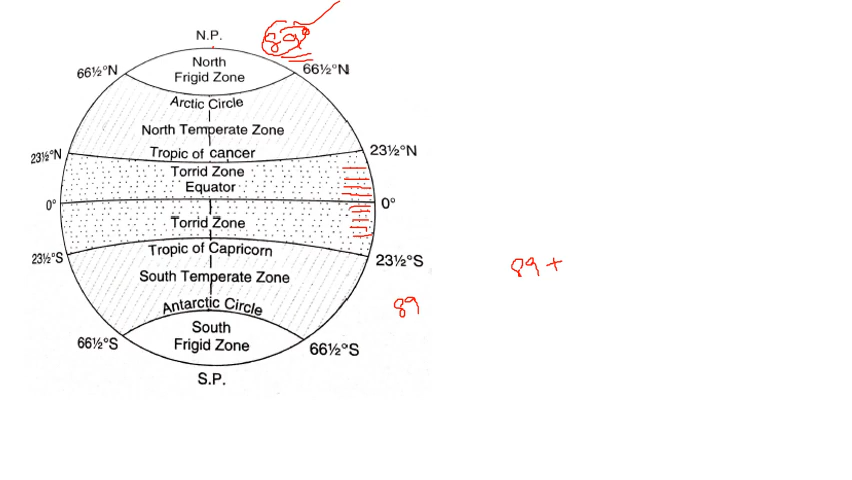 N.P.
89°
North
Frigid Zone
66½°N
66½°N
Arctic Circle
North Temperate Zone
Tropic of cancer
23½°N
23½°N
Torrid Zone
Equator
0°
0°
Torrid Zone
Tropic of Capricorn
23½°S
23½°S
South Temperate Zone
89 +
Antarctic Circle
89
South
Frigid Zone
66½°S
66½°S
S.P.